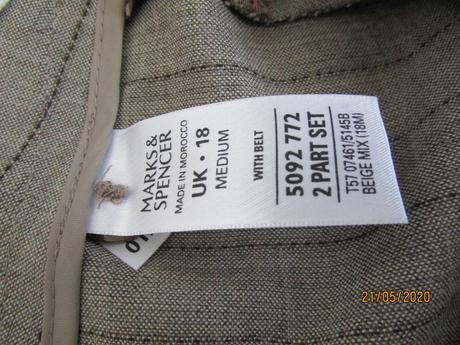 MARKS &
SPENCER
MADE IN MOROCCO
UK · 18
MEDIUM
WITH BELT
5092 772
2 PART SET
T57 07461/5145B
BEIGE MIX (18M)
21/05/2020